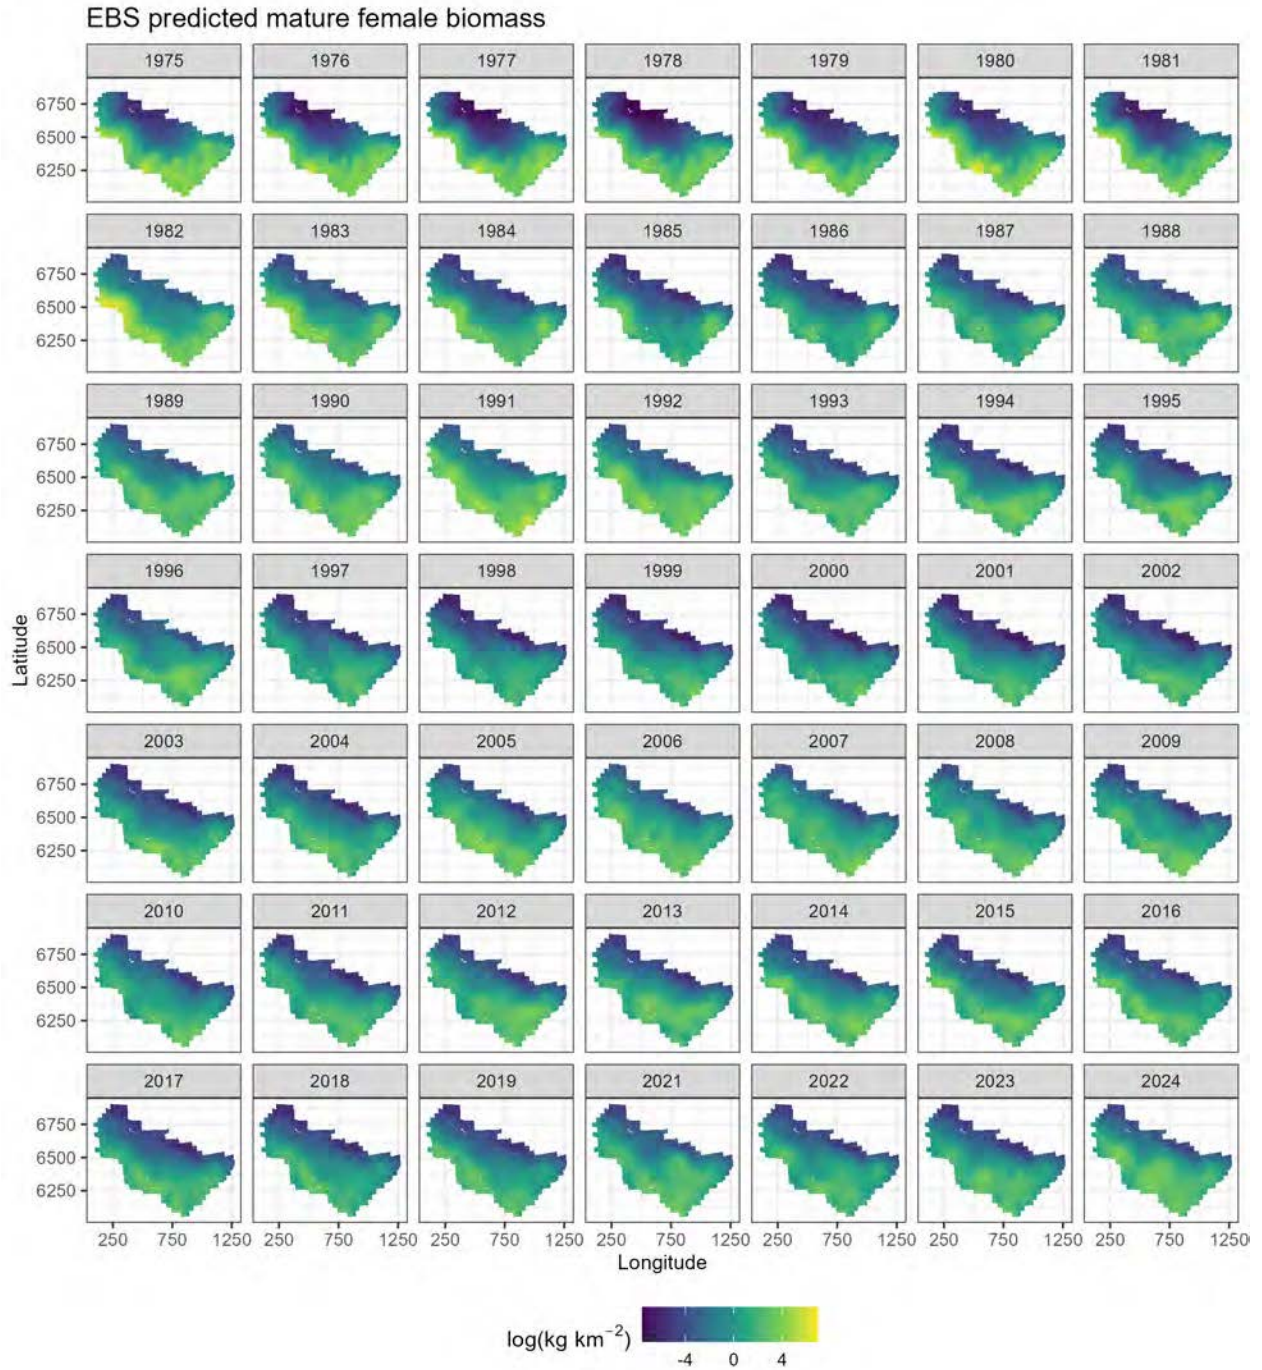 EBS predicted mature female biomass
1975 1976 1977 1978 1979 1980 1981
6750
6500
6250
1982 1983 1984 1985 1986 1987 1988
6750
6500
6250
1989 1990 1991 1992 1993 1994 1995
6750
6500
6250
1996 1997 1998 1999 2000 2001 2002
6750
6500
6250
Latitude
2003 2004 2005 2006 2007 2008 2009
6750
6500
6250
2010 2011 2012 2013 2014 2015 2016
6750
6500
6250
2017 2018 2019 2021 2022 2023 2024
6750
6500
6250
250 750 1250 250 750 1250 250 750 1250 250 750 1250 250 750 1250 250 750 1250 250 750 1250
Longitude
log(kg km⁻²)
-4 0 4